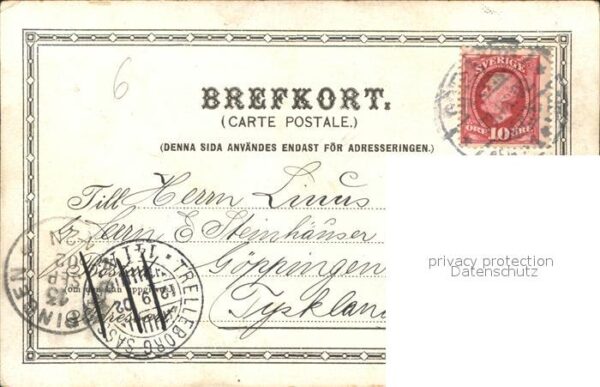 6
SVERIGE
ÖRE 10 ÖRE
BREFKORT.
(CARTE POSTALE.)
(DENNA SIDA ANVÄNDES ENDAST FÖR ADRESSERINGEN.)
Till Herrn Linus
Herrn E Steinhäuser
Göppingen
Tyskland
TRELLEBORG SASS
privacy protection
Datenschutz